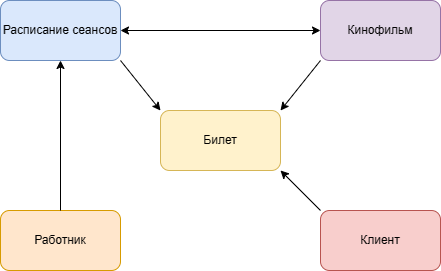 Расписание сеансов
Кинофильм
Билет
Работник
Клиент